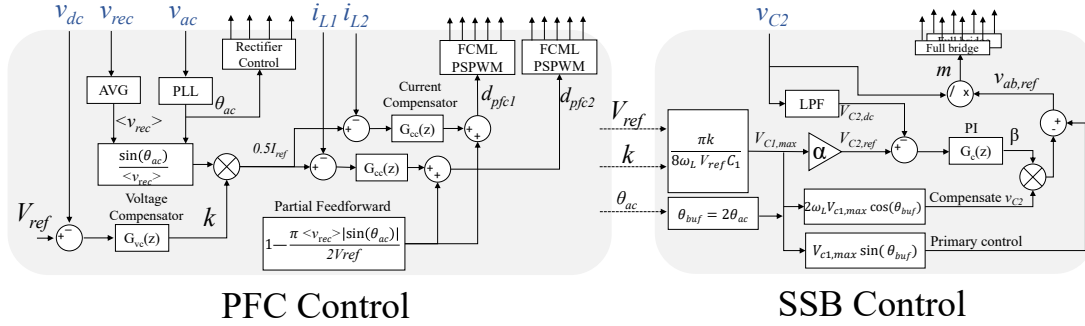 v_dc v_rec v_ac i_L1 i_L2
Rectifier
Control
FCML
PSPWM
FCML
PSPWM
AVG
PLL
θ_ac
<v_rec>
Current
Compensator
G_cc(z)
d_pfc1
d_pfc2
sin(θ_ac)
<v_rec>
0.5I_ref
G_cc(z)
Voltage
Compensator
V_ref
G_vc(z)
k
Partial Feedforward
1− π <v_rec>|sin(θ_ac)|
2Vref
PFC Control
V_ref
k
θ_ac
v_C2
Full bridge
Full bridge
m
v_ab,ref
/ x
LPF
V_C2,dc
πk
8ω_L V_ref C_1
V_C1,max
α
V_C2,ref
PI
G_c(z)
β
θ_buf = 2θ_ac
2ω_L V_c1,max cos(θ_buf)
Compensate v_C2
V_c1,max sin( θ_buf)
Primary control
SSB Control